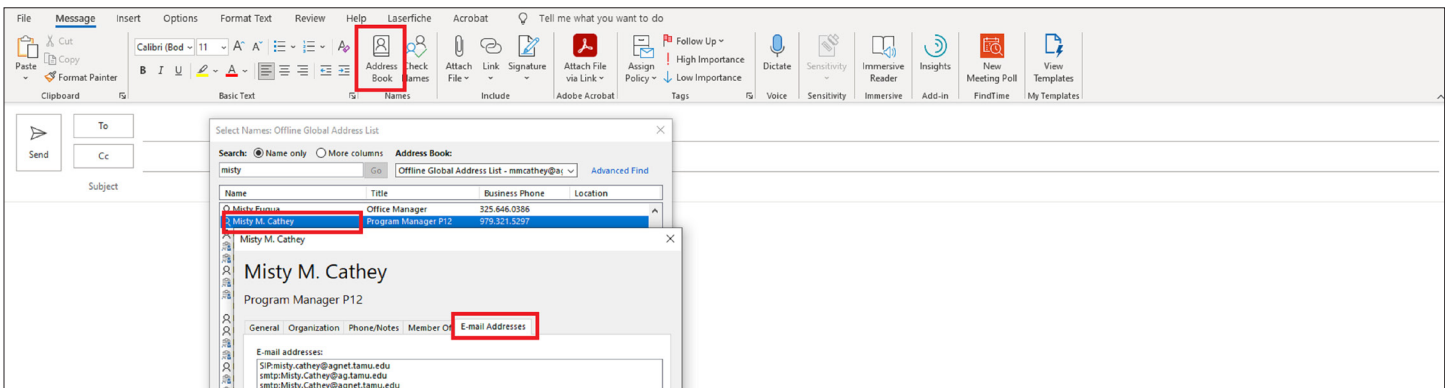 File Message Insert Options Format Text Review Help Laserfiche Acrobat Tell me what you want to do
Paste
Cut
Copy
Format Painter
Clipboard
Calibri (Bod 11
B I U
Basic Text
Address Book
Check Names
Names
Attach File
Link
Signature
Include
Attach File via Link
Adobe Acrobat
Assign Policy
Follow Up
High Importance
Low Importance
Tags
Dictate
Voice
Sensitivity
Sensitivity
Immersive Reader
Immersive
Insights
Add-in
New Meeting Poll
FindTime
View Templates
My Templates
Send
To
Cc
Subject
Select Names: Offline Global Address List
Search: Name only More columns Address Book:
misty Go Offline Global Address List - mmcathey@ag Advanced Find
Name Title Business Phone Location
Misty Office Manager 325.646.0386
Misty M. Cathey Program Manager P12 979.321.5297
Misty M. Cathey
Misty M. Cathey
Program Manager P12
General Organization Phone/Notes Member Of E-mail Addresses
E-mail addresses:
SIP:misty.cathey@agnet.tamu.edu
smtp:Misty.Cathey@ag.tamu.edu
smtp:Misty.Cathey@agnet.tamu.edu